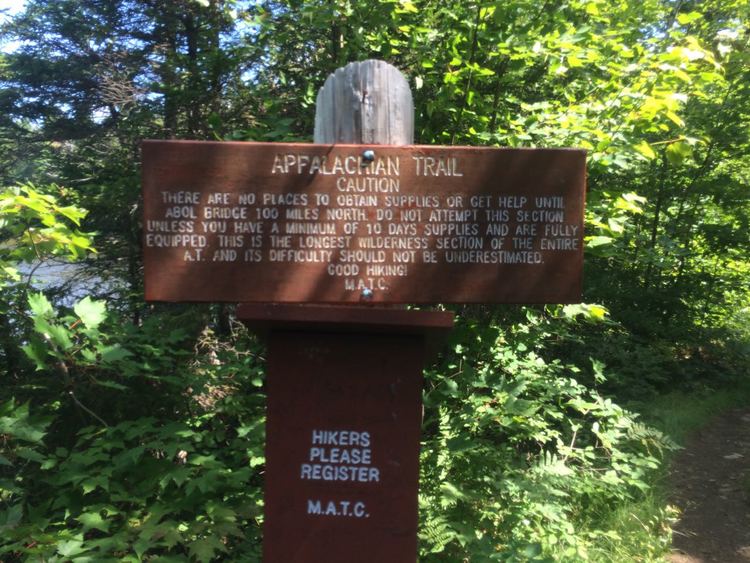 APPALACHIAN TRAIL
CAUTION
THERE ARE NO PLACES TO OBTAIN SUPPLIES OR GET HELP UNTIL
ABOL BRIDGE 100 MILES NORTH. DO NOT ATTEMPT THIS SECTION
UNLESS YOU HAVE A MINIMUM OF 10 DAYS SUPPLIES AND ARE FULLY
EQUIPPED. THIS IS THE LONGEST WILDERNESS SECTION OF THE ENTIRE
A.T. AND ITS DIFFICULTY SHOULD NOT BE UNDERESTIMATED.
GOOD HIKING!
M.A.T.C.
HIKERS
PLEASE
REGISTER
M.A.T.C.